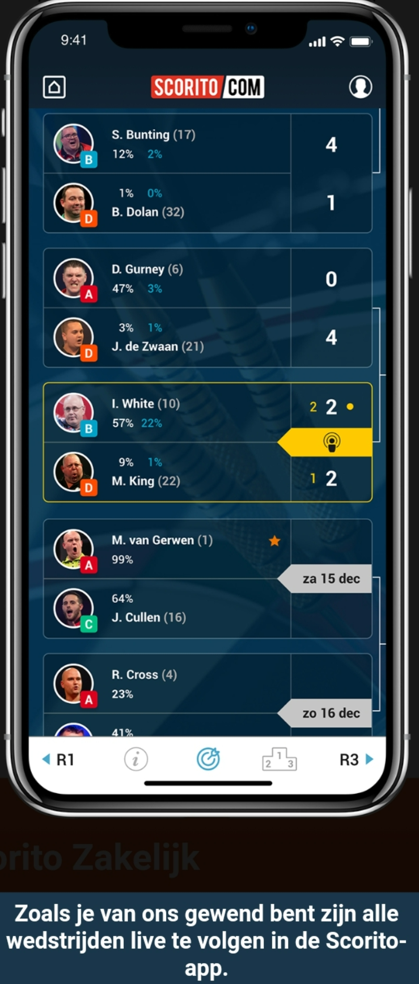 9:41
SCORITO/COM
S. Bunting (17)
12% 2%
4
B
1% 0%
B. Dolan (32)
1
D
D. Gurney (6)
47% 3%
0
A
3% 1%
J. de Zwaan (21)
4
D
I. White (10)
57% 22%
2 2
B
9% 1%
M. King (22)
1 2
D
M. van Gerwen (1)
99%
A
za 15 dec
64%
J. Cullen (16)
C
R. Cross (4)
23%
A
zo 16 dec
41%
R1
i
2 1 3
R3
orito Zakelijk
Zoals je van ons gewend bent zijn alle
wedstrijden live te volgen in de Scorito-
app.